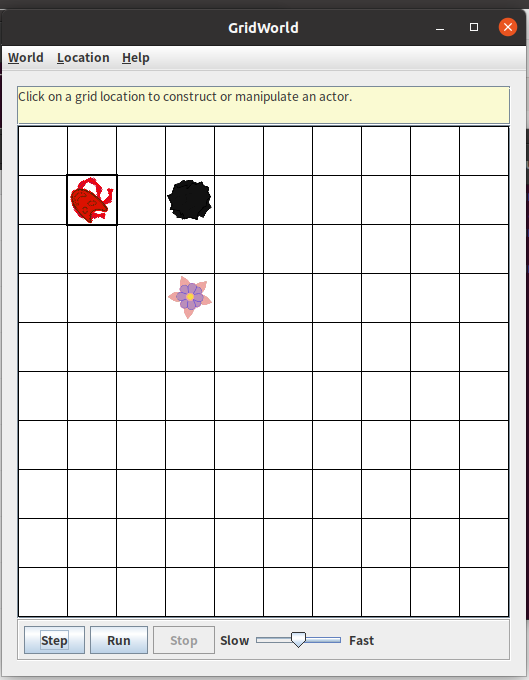 GridWorld
World Location Help
Click on a grid location to construct or manipulate an actor.
Step Run Stop Slow Fast